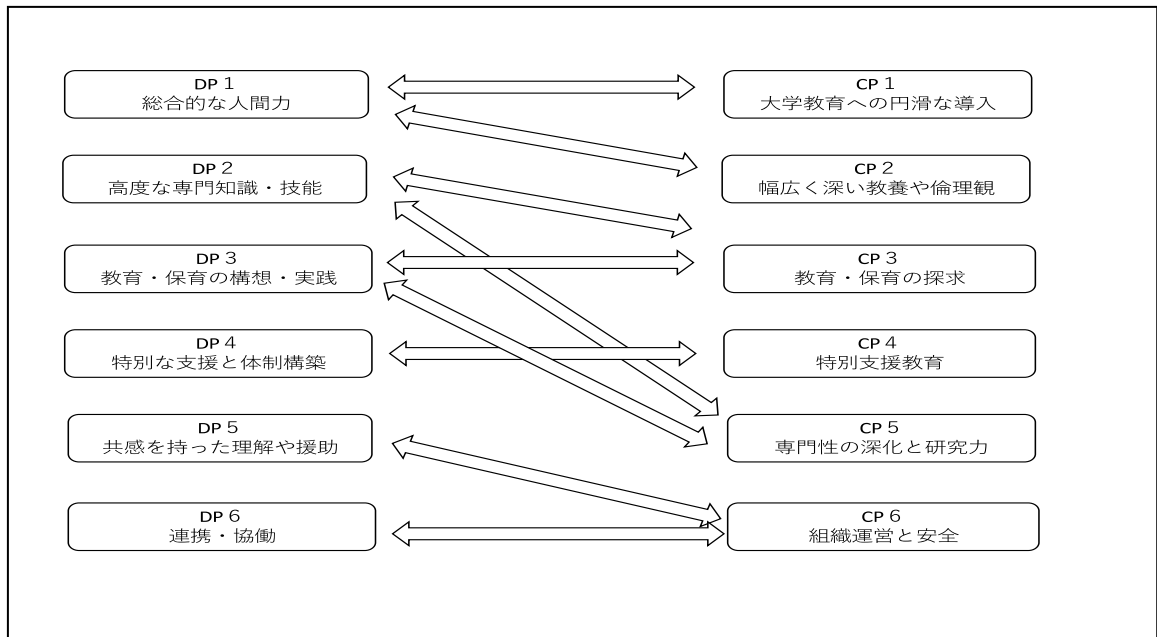 DP 1
総合的な人間力
CP 1
大学教育への円滑な導入
DP 2
高度な専門知識・技能
CP 2
幅広く深い教養や倫理観
DP 3
教育・保育の構想・実践
CP 3
教育・保育の探求
DP 4
特別な支援と体制構築
CP 4
特別支援教育
DP 5
共感を持った理解や援助
CP 5
専門性の深化と研究力
DP 6
連携・協働
CP 6
組織運営と安全